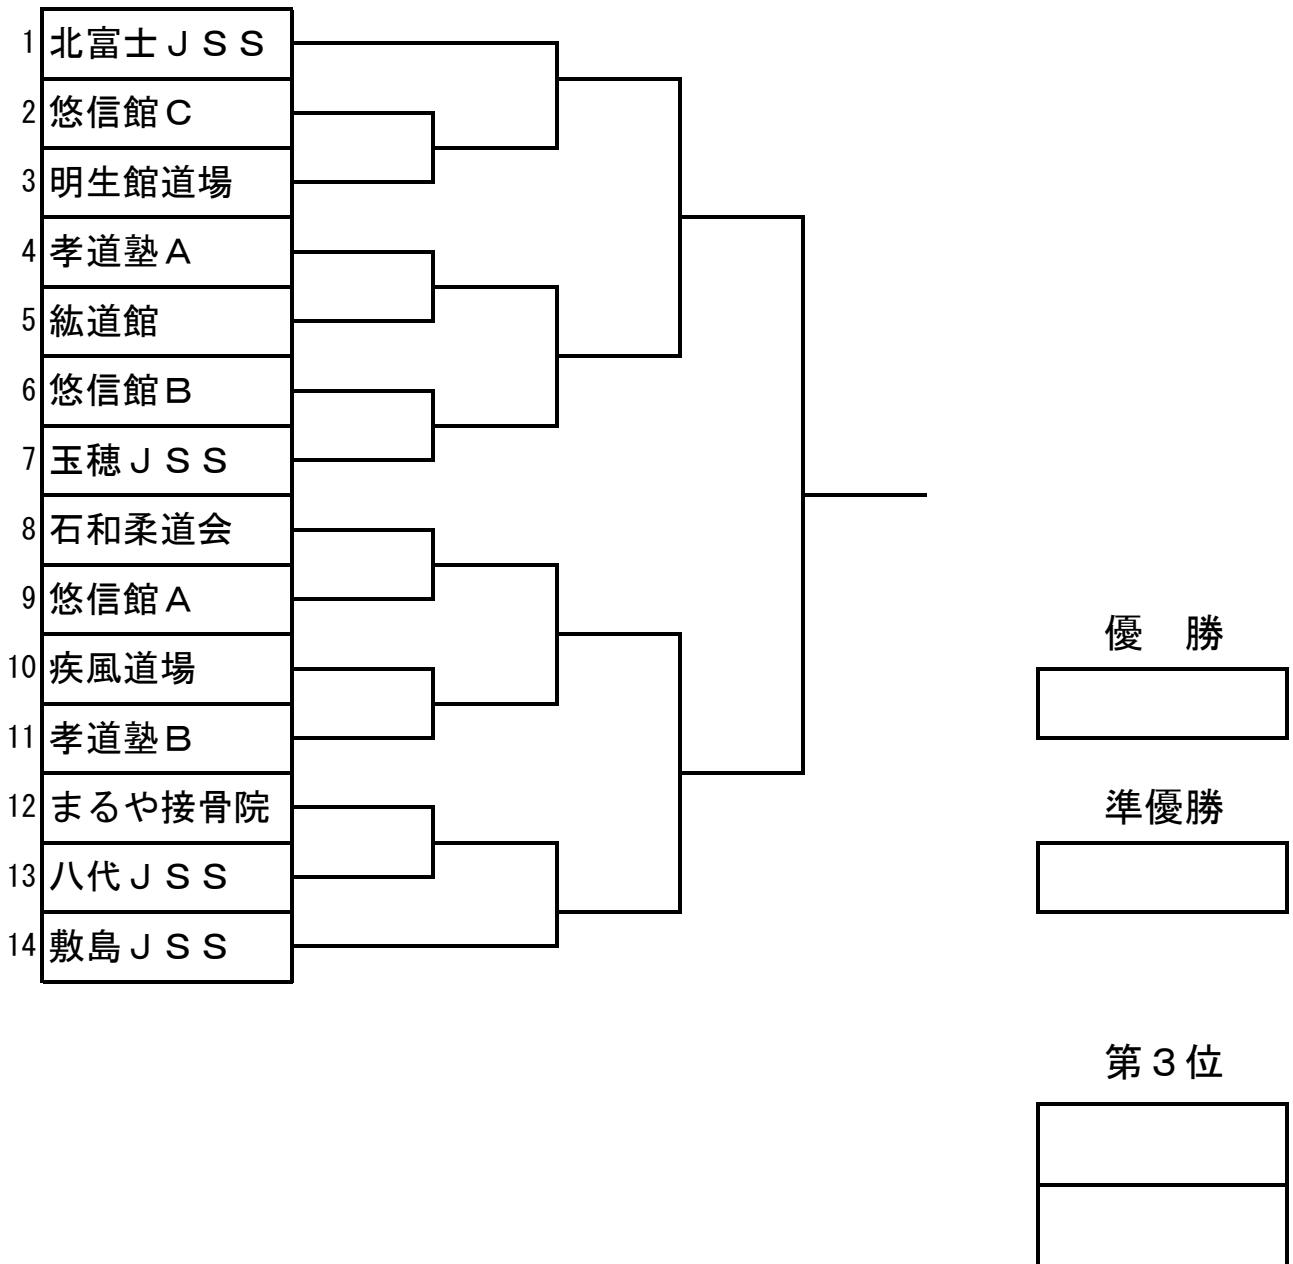 1 北富士ＪＳＳ
2 悠信館Ｃ
3 明生館道場
4 孝道塾Ａ
5 紘道館
6 悠信館Ｂ
7 玉穂ＪＳＳ
8 石和柔道会
9 悠信館Ａ
10 疾風道場
11 孝道塾Ｂ
12 まるや接骨院
13 八代ＪＳＳ
14 敷島ＪＳＳ
優　勝
準優勝
第３位